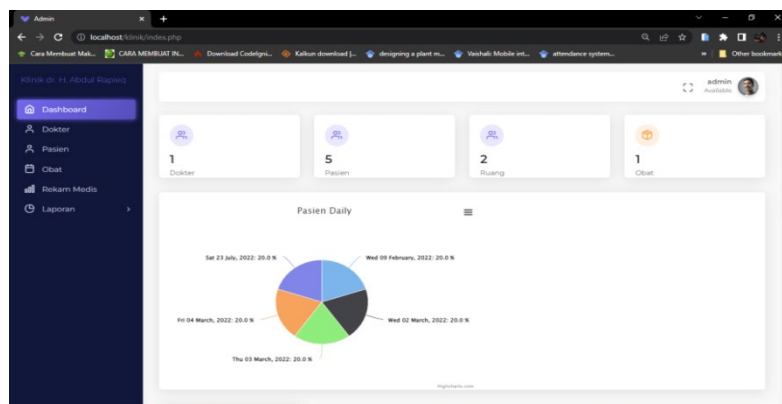 Admin
localhost/klinik/index.php
Cara Membuat Mak...
CARA MEMBUAT IN...
Download CodeIgni...
Kalkun download |...
designing a plant m...
Vaishali: Mobile int...
attendance system...
Other bookmark
Klinik dr. H. Abdul
admin
Available
Dashboard
Dokter
Pasien
Obat
Rekam Medis
Laporan
1
Dokter
5
Pasien
2
Ruang
1
Obat
Pasien Daily
Sat 23 July, 2022: 20.0 %
Wed 09 February, 2022: 20.0 %
Fri 04 March, 2022: 20.0 %
Wed 02 March, 2022: 20.0 %
Thu 03 March, 2022: 20.0 %
Highcharts.com